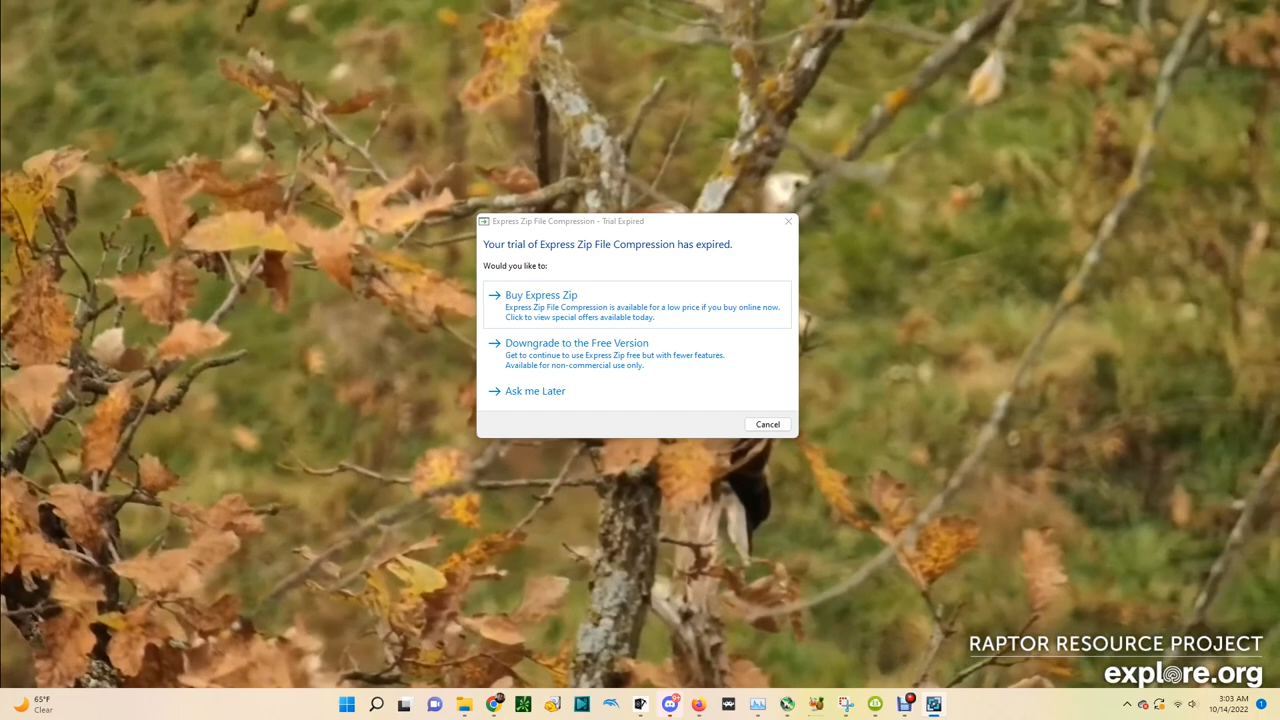 Express Zip File Compression - Trial Expired
Your trial of Express Zip File Compression has expired.
Would you like to:
Buy Express Zip
Express Zip File Compression is available for a low price if you buy online now.
Click to view special offers available today.
Downgrade to the Free Version
Get to continue to use Express Zip free but with fewer features.
Available for non-commercial use only.
Ask me Later
Cancel
RAPTOR RESOURCE PROJECT
explore.org
65°F
Clear
9+
3:03 AM
10/14/2022
1